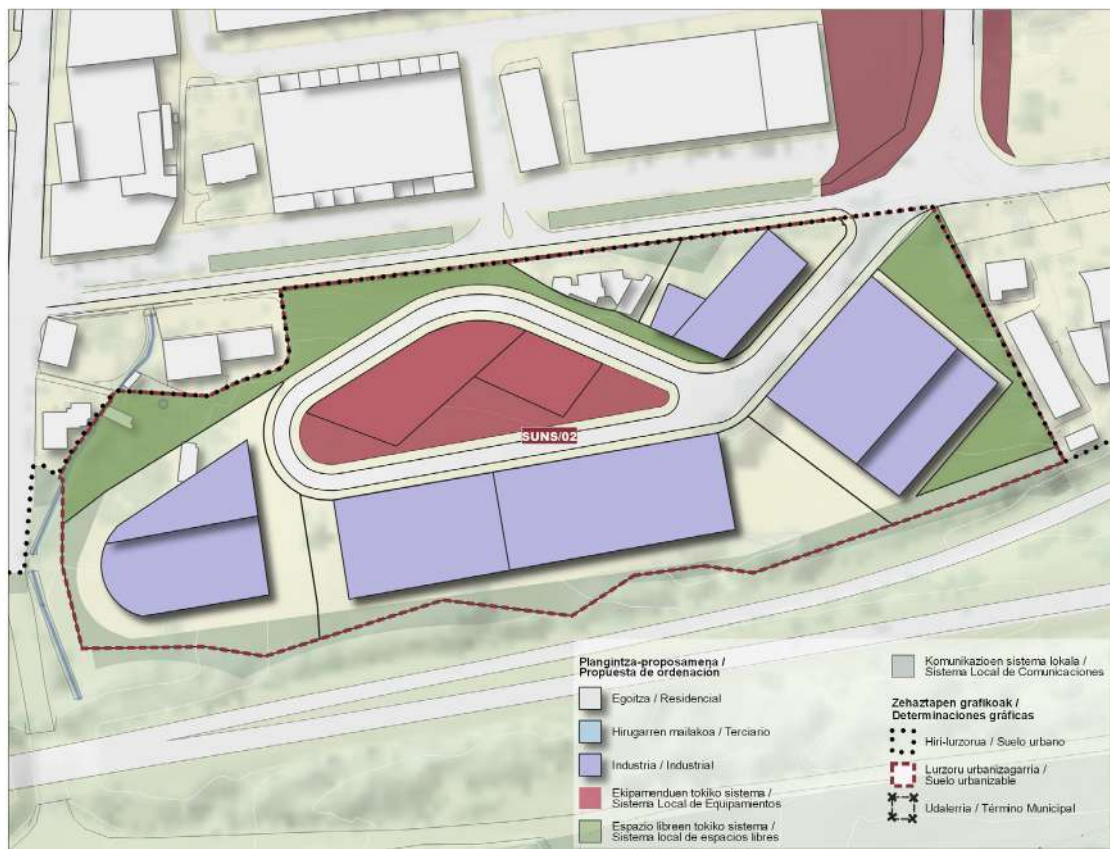 SUNS/02
Plangintza-proposamena /
Propuesta de ordenación
Egoitza / Residencial
Hirugarren mailakoa / Terciario
Industria / Industrial
Ekipamenduen tokiko sistema /
Sistema Local de Equipamientos
Espazio libreen tokiko sistema /
Sistema local de espacios libres
Komunikazioen sistema lokala /
Sistema Local de Comunicaciones
Zehaztapen grafikoak /
Determinaciones gráficas
Hiri-lurzorua / Suelo urbano
Lurzoru urbanizagarria /
Suelo urbanizable
Udalerria / Término Municipal